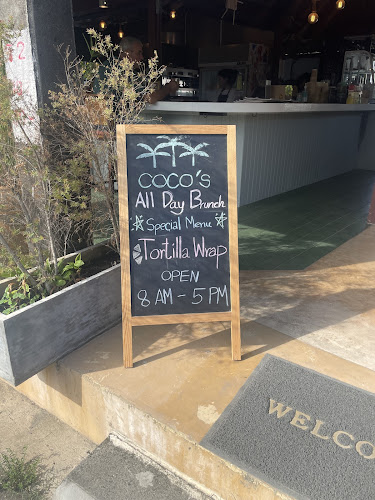 COCO'S
All Day Brunch
Special Menu
Tortilla Wrap
OPEN
8 AM - 5 PM
WELCO